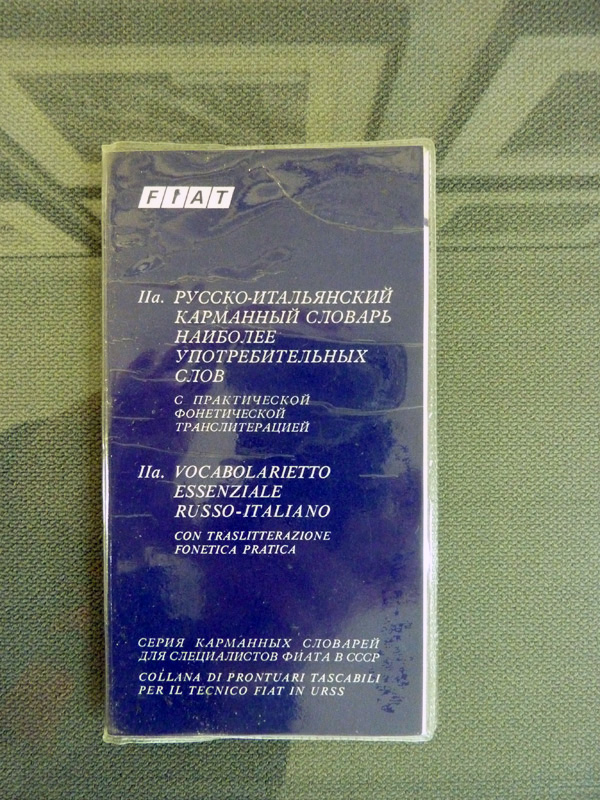 FIAT
IIa. РУССКО-ИТАЛЬЯНСКИЙ
КАРМАННЫЙ СЛОВАРЬ
НАИБОЛЕЕ
УПОТРЕБИТЕЛЬНЫХ
СЛОВ
С ПРАКТИЧЕСКОЙ
ФОНЕТИЧЕСКОЙ
ТРАНСЛИТЕРАЦИЕЙ
IIa. VOCABOLARIETTO
ESSENZIALE
RUSSO-ITALIANO
CON TRASLITTERAZIONE
FONETICA PRATICA
СЕРИЯ КАРМАННЫХ СЛОВАРЕЙ
ДЛЯ СПЕЦИАЛИСТОВ ФИАТА В СССР
COLLANA DI PRONTUARI TASCABILI
PER IL TECNICO FIAT IN URSS